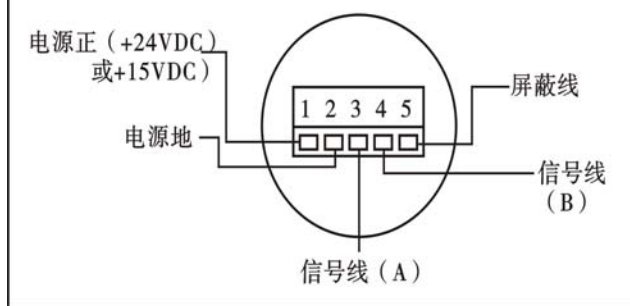 电源正（+24VDC）
或+15VDC）
1 2 3 4 5
屏蔽线
电源地
信号线
（B）
信号线（A）